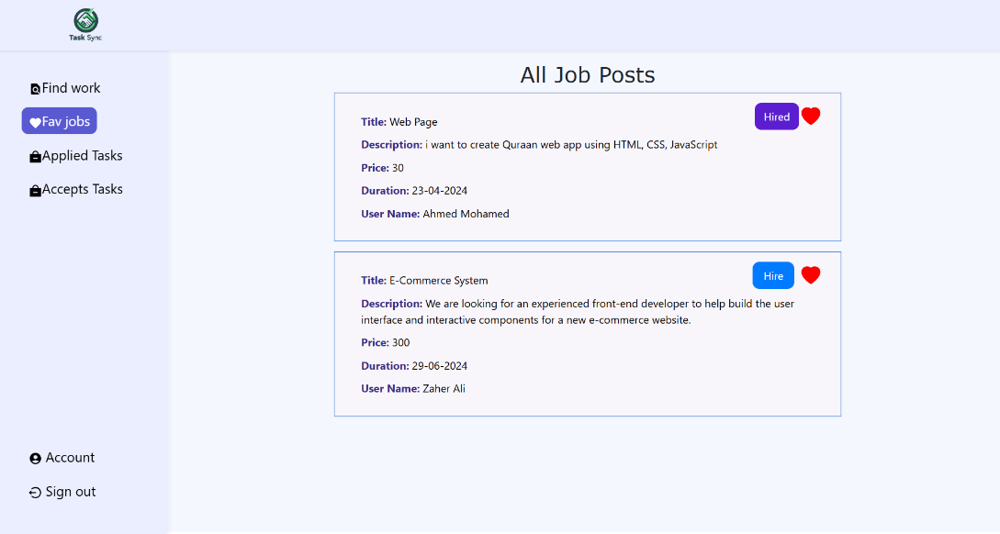 Task Sync
Find work
Fav jobs
Applied Tasks
Accepts Tasks
Account
Sign out
All Job Posts
Hired
Title: Web Page
Description: i want to create Quraan web app using HTML, CSS, JavaScript
Price: 30
Duration: 23-04-2024
User Name: Ahmed Mohamed
Hire
Title: E-Commerce System
Description: We are looking for an experienced front-end developer to help build the user
interface and interactive components for a new e-commerce website.
Price: 300
Duration: 29-06-2024
User Name: Zaher Ali